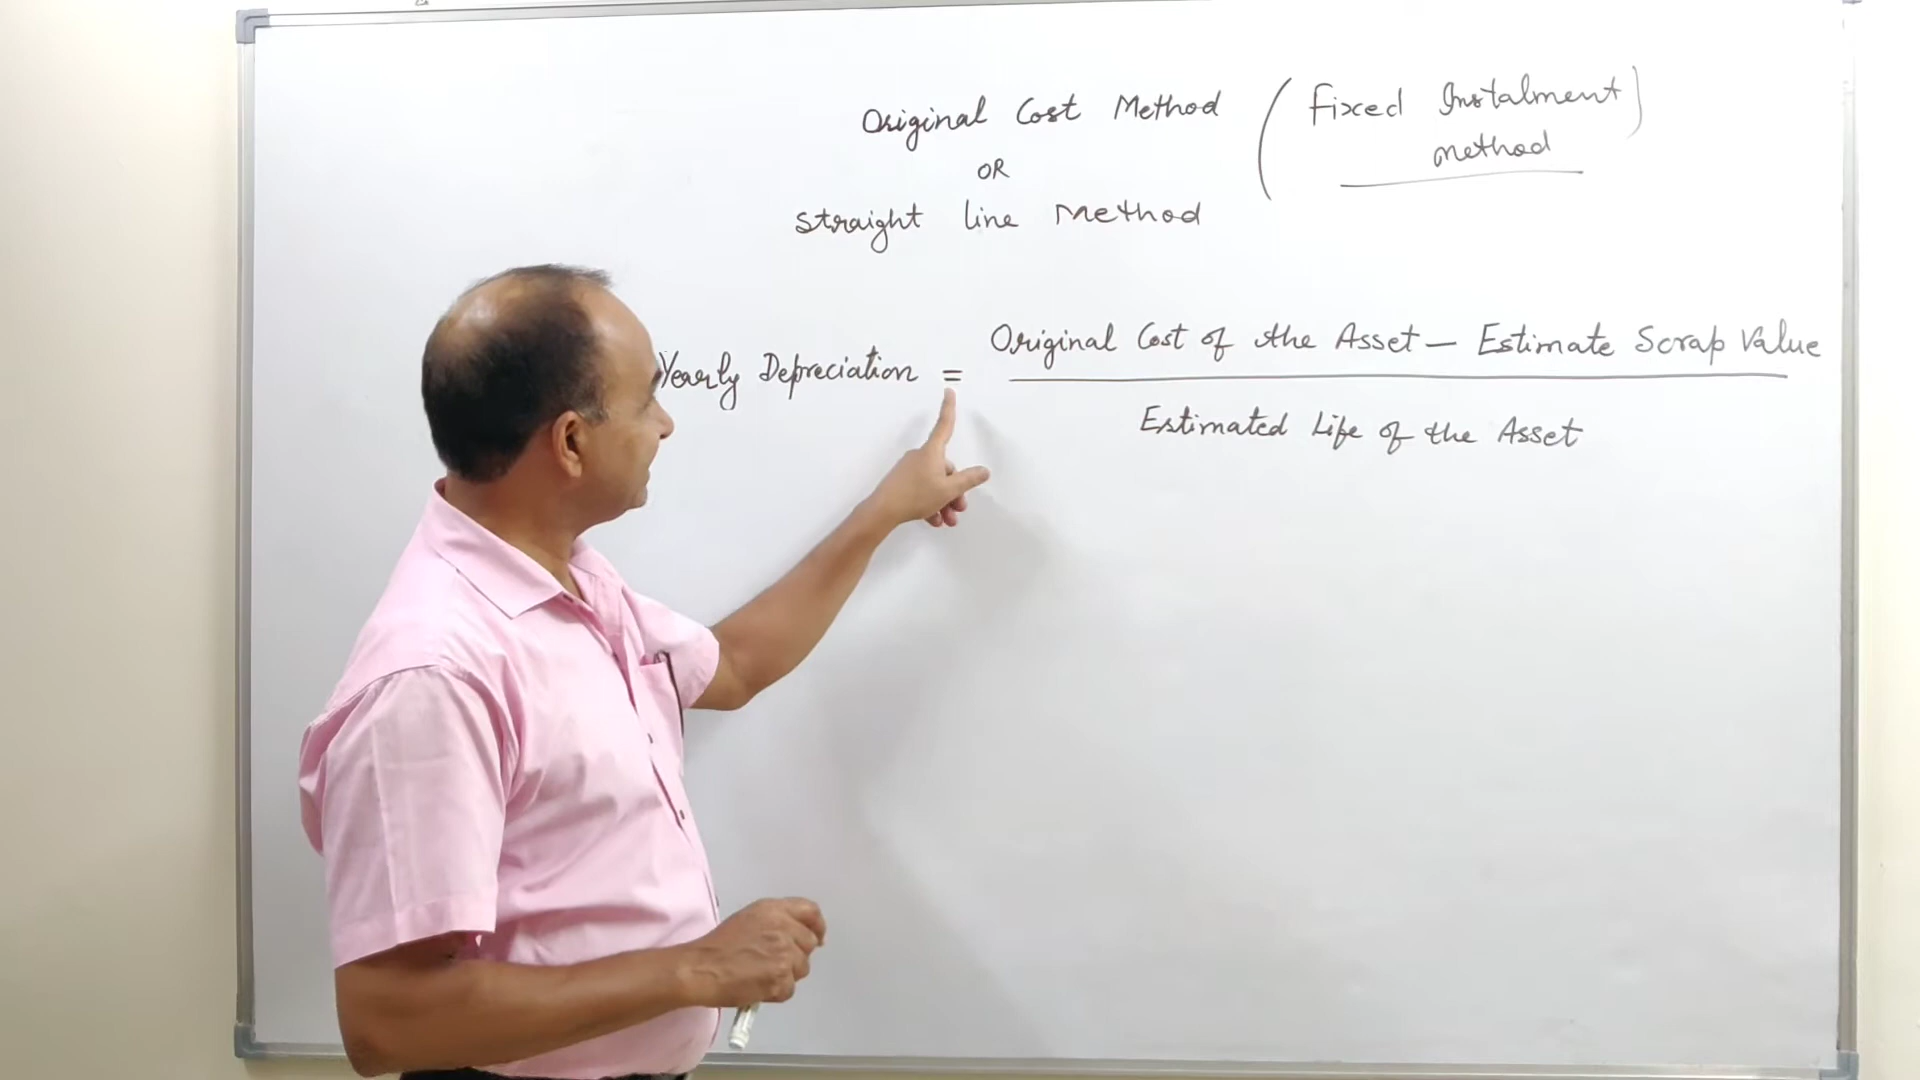 Original Cost Method (Fixed Instalment method)
OR
Straight line Method
Yearly Depreciation = Original Cost of the Asset — Estimate Scrap Value
Estimated Life of the Asset